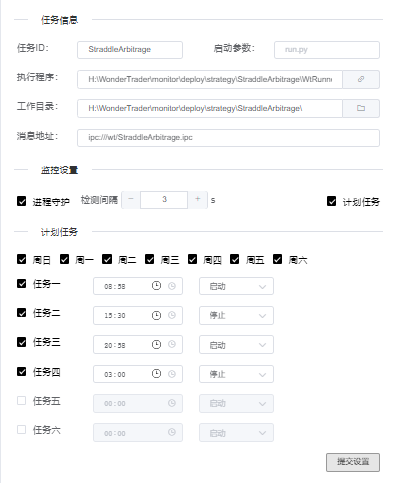 任务信息
任务ID: StraddleArbitrage 启动参数: run.py
执行程序: H:\WonderTrader\monitor\deploy\strategy\StraddleArbitrage\WtRunne
工作目录: H:\WonderTrader\monitor\deploy\strategy\StraddleArbitrage\
消息地址: ipc:///wt/StraddleArbitrage.ipc
监控设置
进程守护 检测间隔 − 3 + s 计划任务
计划任务
周日 周一 周二 周三 周四 周五 周六
任务一 08:58 启动
任务二 15:30 停止
任务三 20:58 启动
任务四 03:00 停止
任务五 00:00 启动
任务六 00:00 启动
提交设置